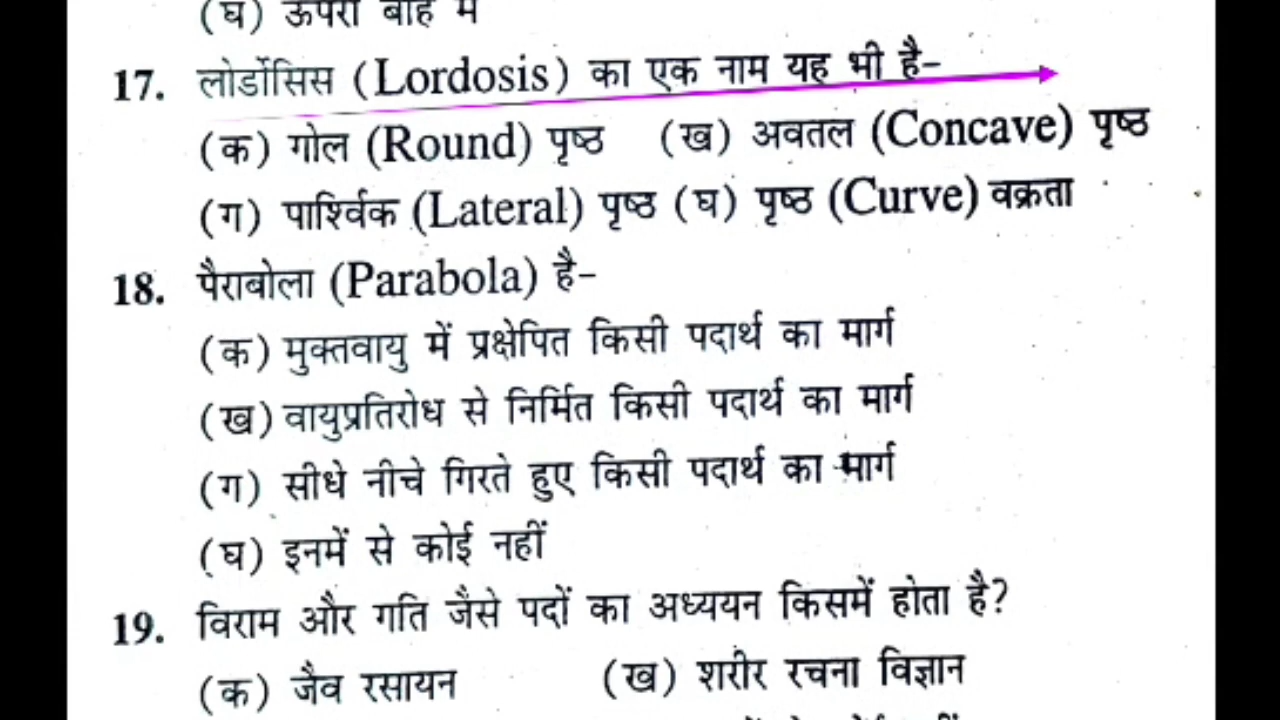 (घ) ऊपरी बाँह में
17. लोर्डोसिस (Lordosis) का एक नाम यह भी है-
(क) गोल (Round) पृष्ठ (ख) अवतल (Concave) पृष्ठ
(ग) पार्श्विक (Lateral) पृष्ठ (घ) पृष्ठ (Curve) वक्रता
18. पैराबोला (Parabola) है-
(क) मुक्तवायु में प्रक्षेपित किसी पदार्थ का मार्ग
(ख) वायुप्रतिरोध से निर्मित किसी पदार्थ का मार्ग
(ग) सीधे नीचे गिरते हुए किसी पदार्थ का मार्ग
(घ) इनमें से कोई नहीं
19. विराम और गति जैसे पदों का अध्ययन किसमें होता है?
(क) जैव रसायन (ख) शरीर रचना विज्ञान